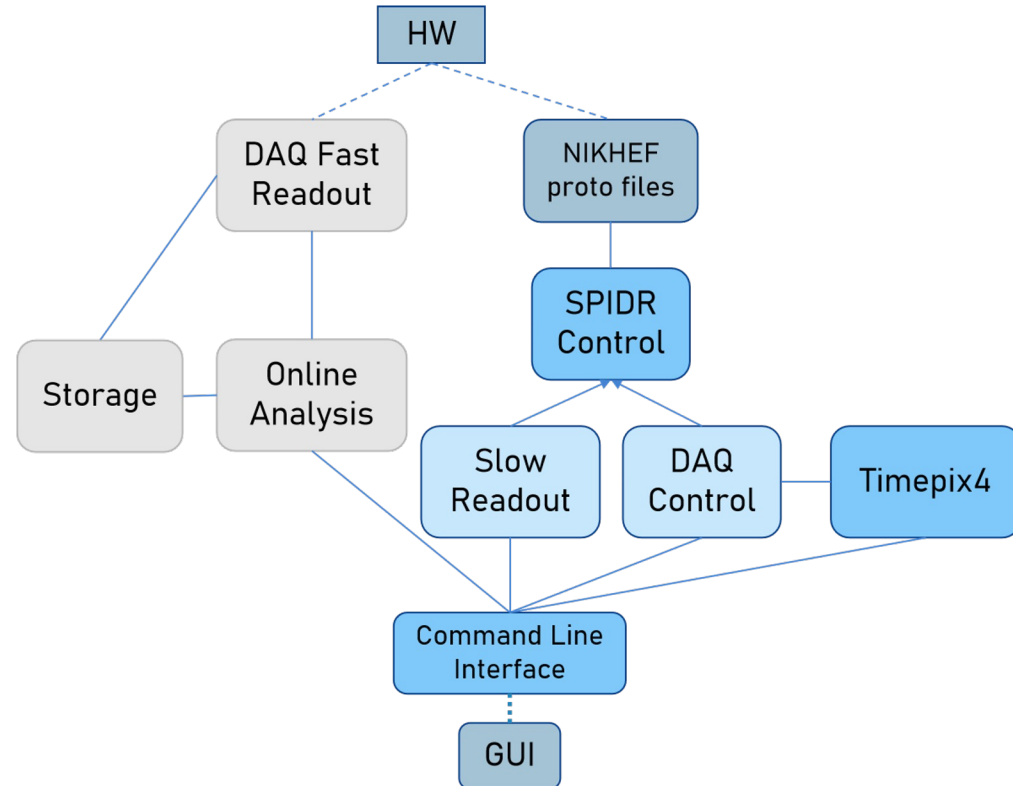 HW
DAQ Fast
Readout
NIKHEF
proto files
SPIDR
Control
Storage
Online
Analysis
Slow
Readout
DAQ
Control
Timepix4
Command Line
Interface
GUI